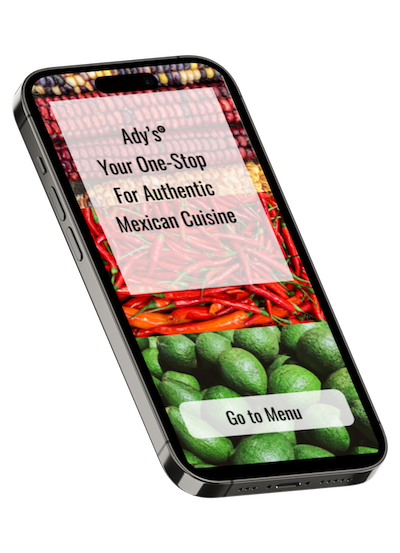 Ady's®
Your One-Stop
For Authentic
Mexican Cuisine
Go to Menu